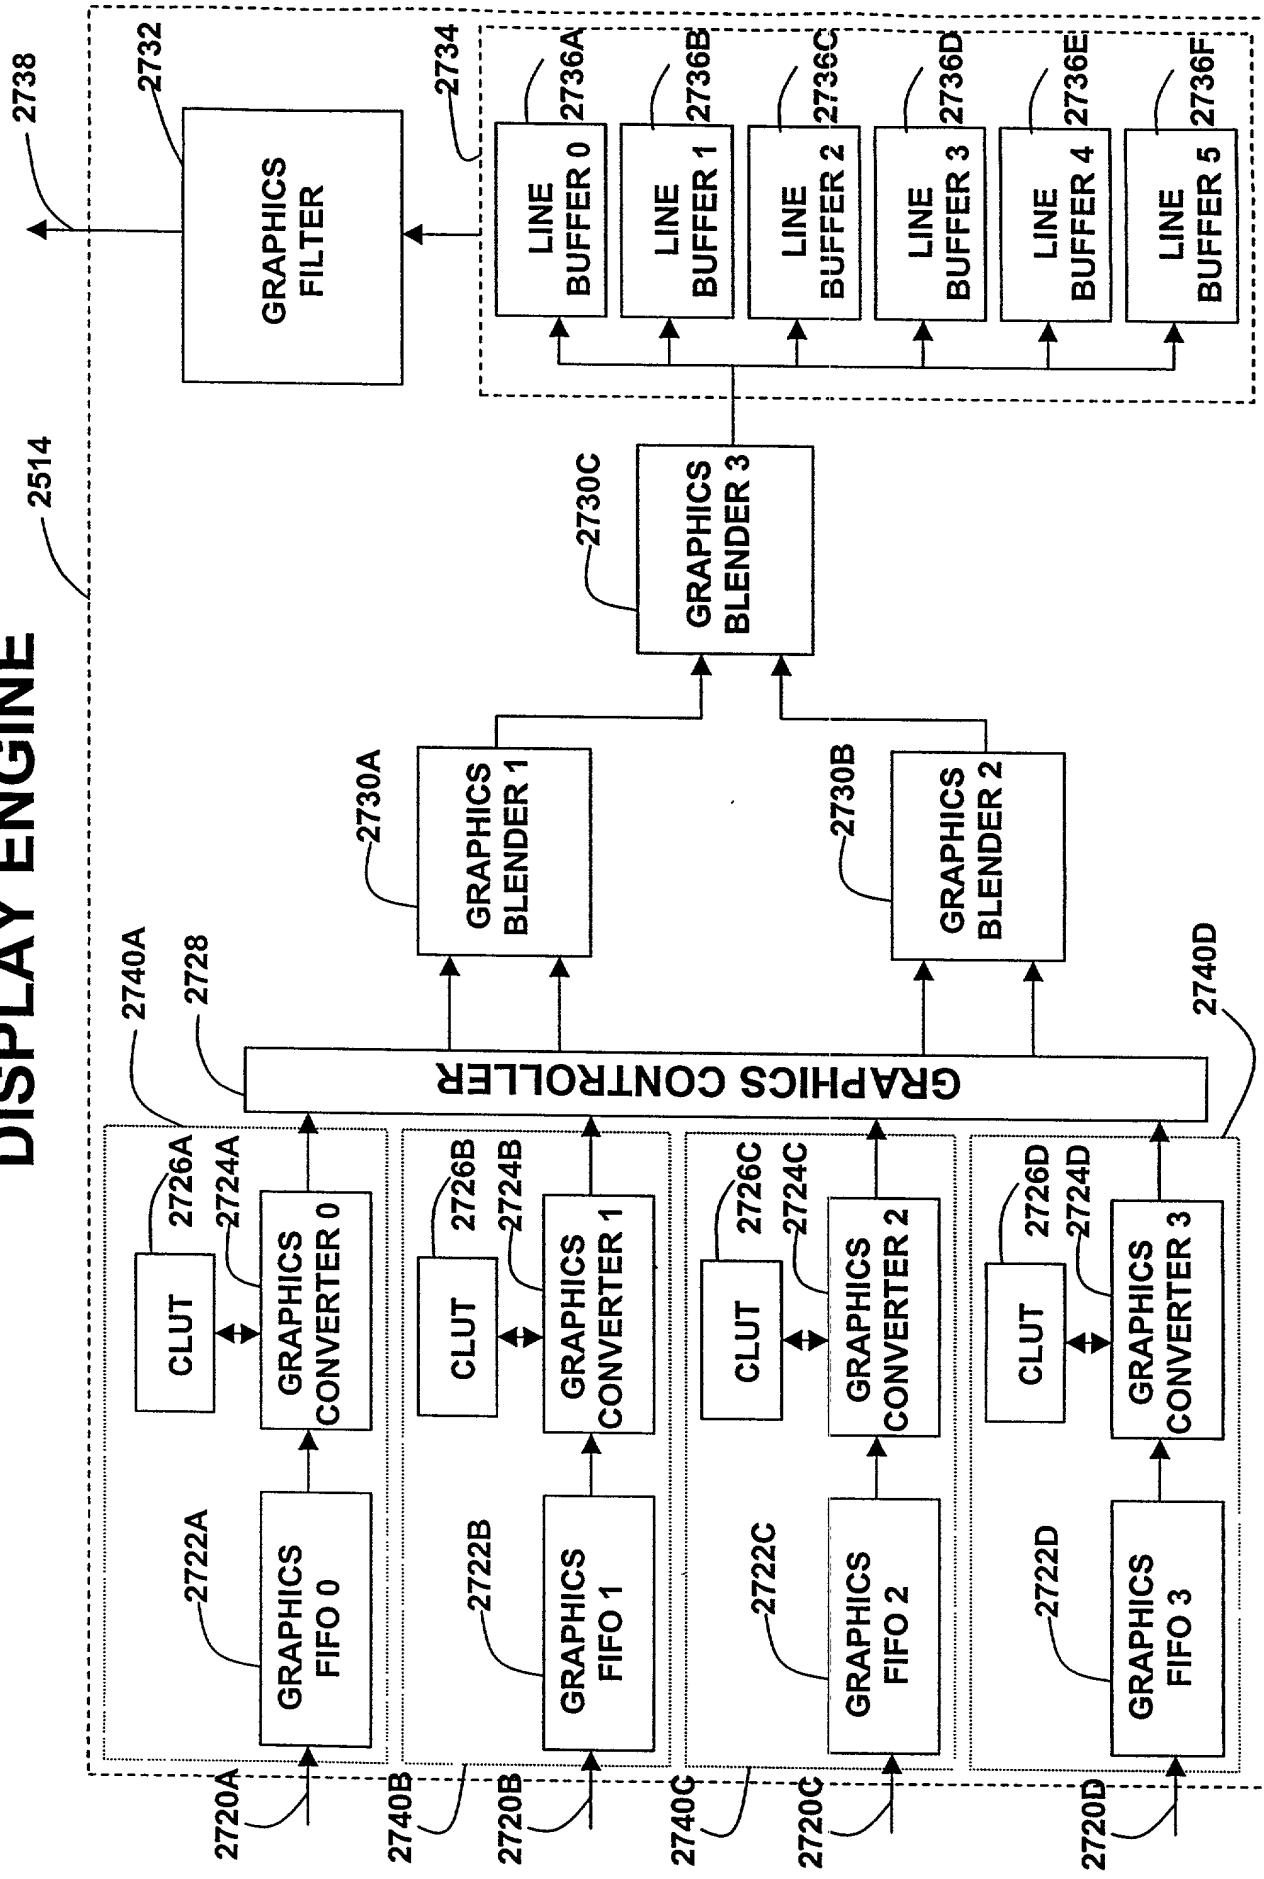 DISPLAY ENGINE
2514
2738
2732
GRAPHICS
FILTER
2734
2740A
2728
2726A
CLUT
2724A
GRAPHICS
CONVERTER 0
2722A
GRAPHICS
FIFO 0
2720A
2740B
2726B
CLUT
2724B
GRAPHICS
CONVERTER 1
2722B
GRAPHICS
FIFO 1
2720B
2740C
2726C
CLUT
2724C
GRAPHICS
CONVERTER 2
2722C
GRAPHICS
FIFO 2
2720C
2740D
2726D
CLUT
2724D
GRAPHICS
CONVERTER 3
2722D
GRAPHICS
FIFO 3
2720D
GRAPHICS CONTROLLER
2730A
GRAPHICS
BLENDER 1
2730B
GRAPHICS
BLENDER 2
2730C
GRAPHICS
BLENDER 3
LINE
BUFFER 0
2736A
LINE
BUFFER 1
2736B
LINE
BUFFER 2
2736C
LINE
BUFFER 3
2736D
LINE
BUFFER 4
2736E
LINE
BUFFER 5
2736F